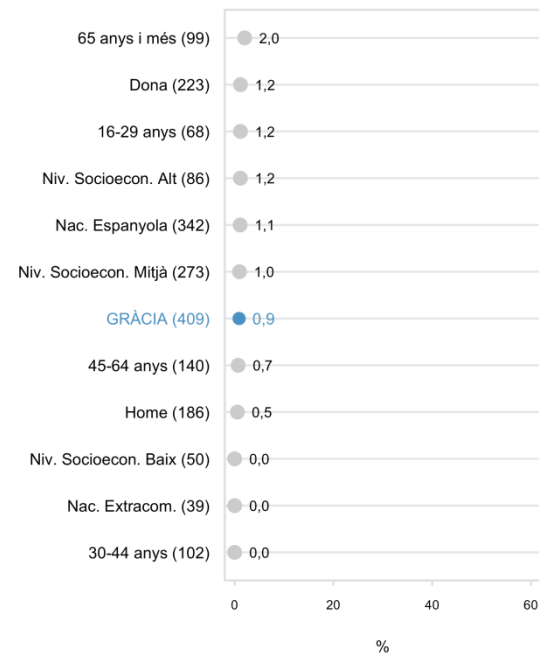 65 anys i més (99) 2,0
Dona (223) 1,2
16-29 anys (68) 1,2
Niv. Socioecon. Alt (86) 1,2
Nac. Espanyola (342) 1,1
Niv. Socioecon. Mitjà (273) 1,0
GRÀCIA (409) 0,9
45-64 anys (140) 0,7
Home (186) 0,5
Niv. Socioecon. Baix (50) 0,0
Nac. Extracom. (39) 0,0
30-44 anys (102) 0,0
0 20 40 60
%